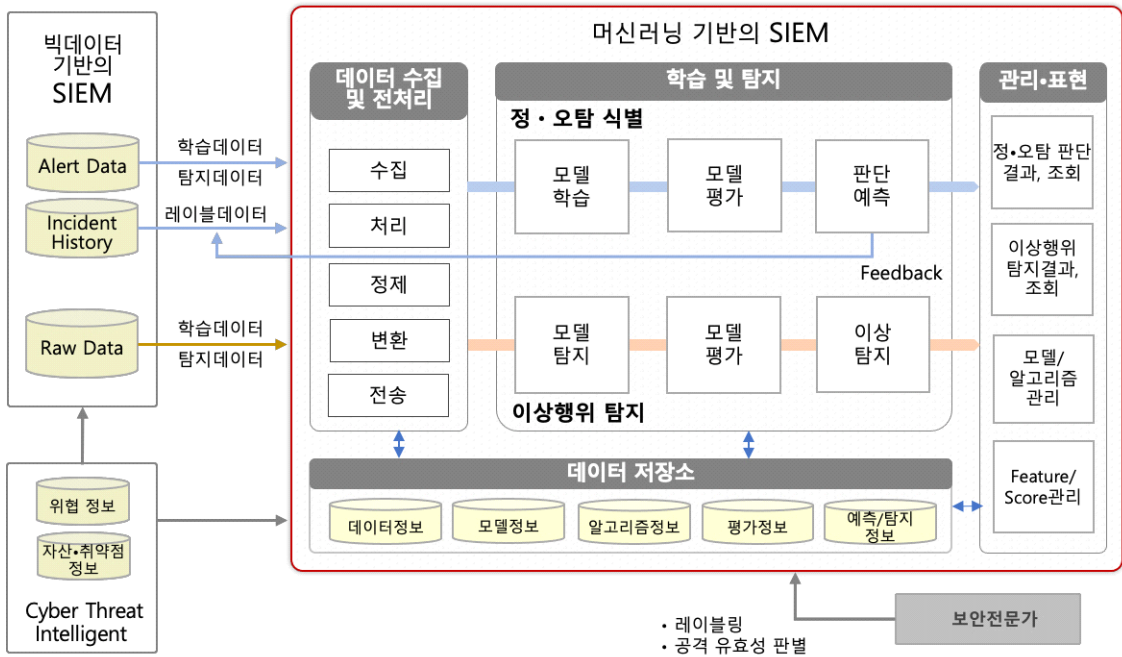 빅데이터
기반의
SIEM
Alert Data
Incident
History
Raw Data
학습데이터
탐지데이터
레이블데이터
학습데이터
탐지데이터
위협 정보
자산•취약점
정보
Cyber Threat
Intelligent
머신러닝 기반의 SIEM
데이터 수집
및 전처리
수집
처리
정제
변환
전송
학습 및 탐지
정 · 오탐 식별
모델
학습
모델
평가
판단
예측
Feedback
모델
탐지
모델
평가
이상
탐지
이상행위 탐지
관리•표현
정•오탐 판단
결과, 조회
이상행위
탐지결과,
조회
모델/
알고리즘
관리
Feature/
Score관리
데이터 저장소
데이터정보
모델정보
알고리즘정보
평가정보
예측/탐지
정보
• 레이블링
• 공격 유효성 판별
보안전문가